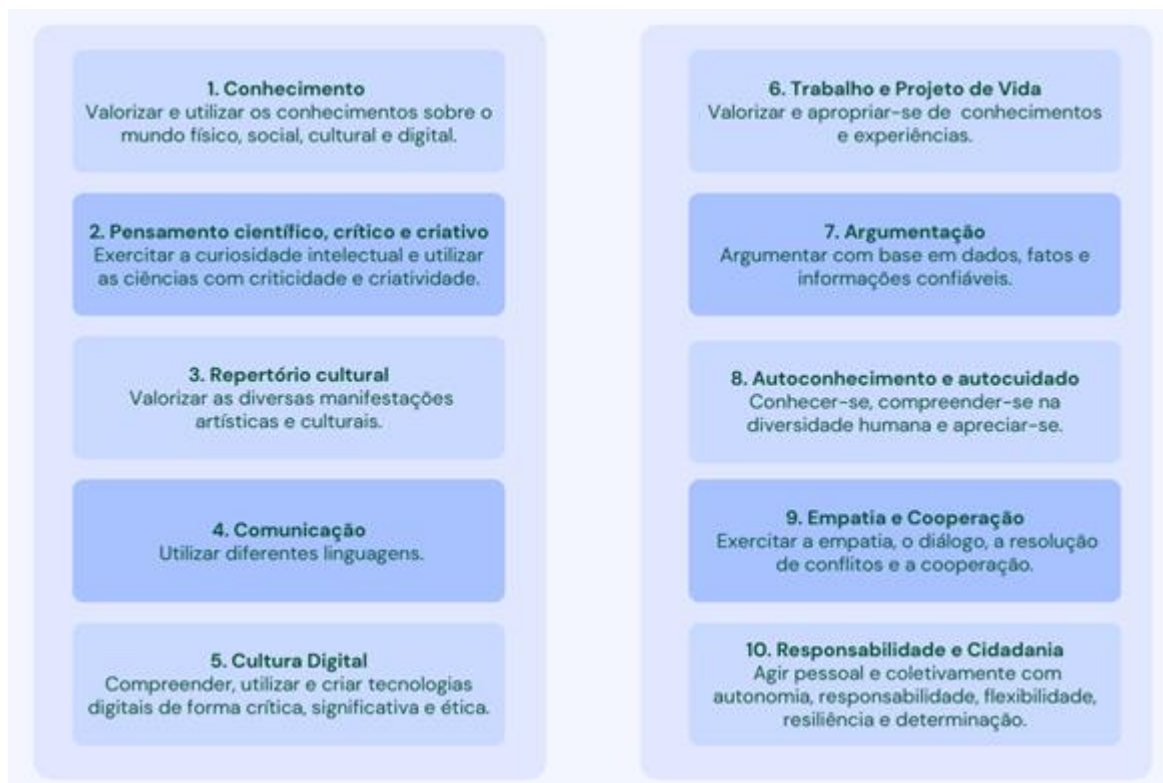 1. Conhecimento
Valorizar e utilizar os conhecimentos sobre o
mundo físico, social, cultural e digital.
2. Pensamento científico, crítico e criativo
Exercitar a curiosidade intelectual e utilizar
as ciências com criticidade e criatividade.
3. Repertório cultural
Valorizar as diversas manifestações
artísticas e culturais.
4. Comunicação
Utilizar diferentes linguagens.
5. Cultura Digital
Compreender, utilizar e criar tecnologias
digitais de forma crítica, significativa e ética.
6. Trabalho e Projeto de Vida
Valorizar e apropriar-se de conhecimentos
e experiências.
7. Argumentação
Argumentar com base em dados, fatos e
informações confiáveis.
8. Autoconhecimento e autocuidado
Conhecer-se, compreender-se na
diversidade humana e apreciar-se.
9. Empatia e Cooperação
Exercitar a empatia, o diálogo, a resolução
de conflitos e a cooperação.
10. Responsabilidade e Cidadania
Agir pessoal e coletivamente com
autonomia, responsabilidade, flexibilidade,
resiliência e determinação.